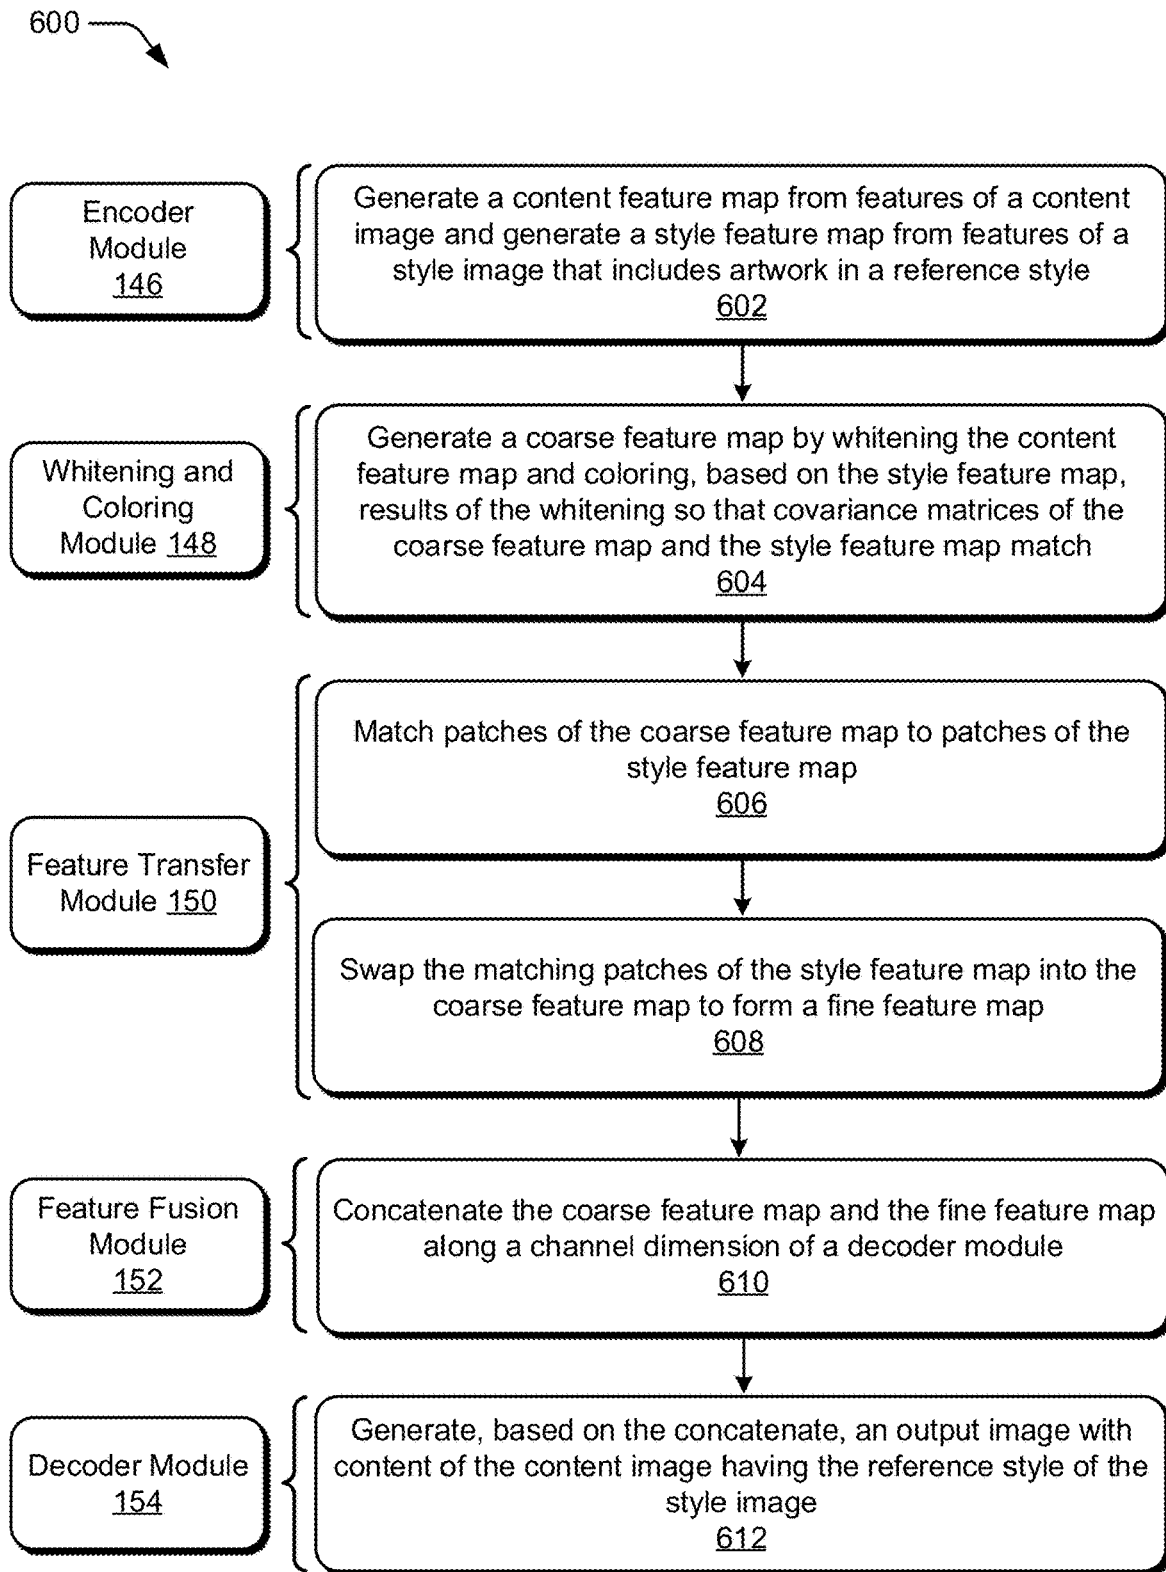 600
Encoder
Module
146
Generate a content feature map from features of a content
image and generate a style feature map from features of a
style image that includes artwork in a reference style
602
Whitening and
Coloring
Module 148
Generate a coarse feature map by whitening the content
feature map and coloring, based on the style feature map,
results of the whitening so that covariance matrices of the
coarse feature map and the style feature map match
604
Feature Transfer
Module 150
Match patches of the coarse feature map to patches of the
style feature map
606
Swap the matching patches of the style feature map into the
coarse feature map to form a fine feature map
608
Feature Fusion
Module
152
Concatenate the coarse feature map and the fine feature map
along a channel dimension of a decoder module
610
Decoder Module
154
Generate, based on the concatenate, an output image with
content of the content image having the reference style of the
style image
612